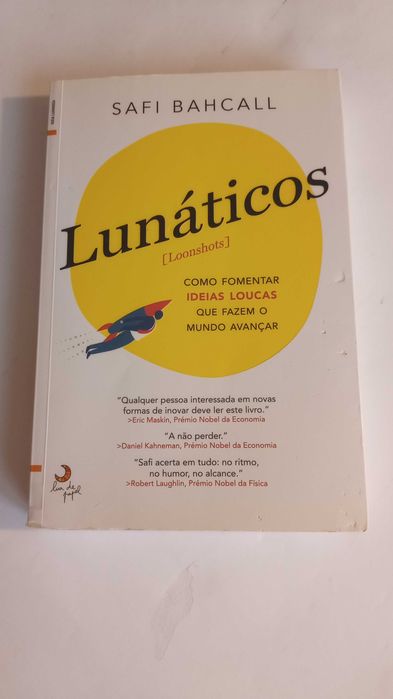 SAFI BAHCALL
Lunáticos
[Loonshots]
COMO FOMENTAR
IDEIAS LOUCAS
QUE FAZEM O
MUNDO AVANÇAR
“Qualquer pessoa interessada em novas
formas de inovar deve ler este livro.”
>Eric Maskin, Prémio Nobel da Economia
“A não perder.”
>Daniel Kahneman, Prémio Nobel da Economia
“Safi acerta em tudo: no ritmo,
no humor, no alcance.”
>Robert Laughlin, Prémio Nobel da Física
lua de
papel